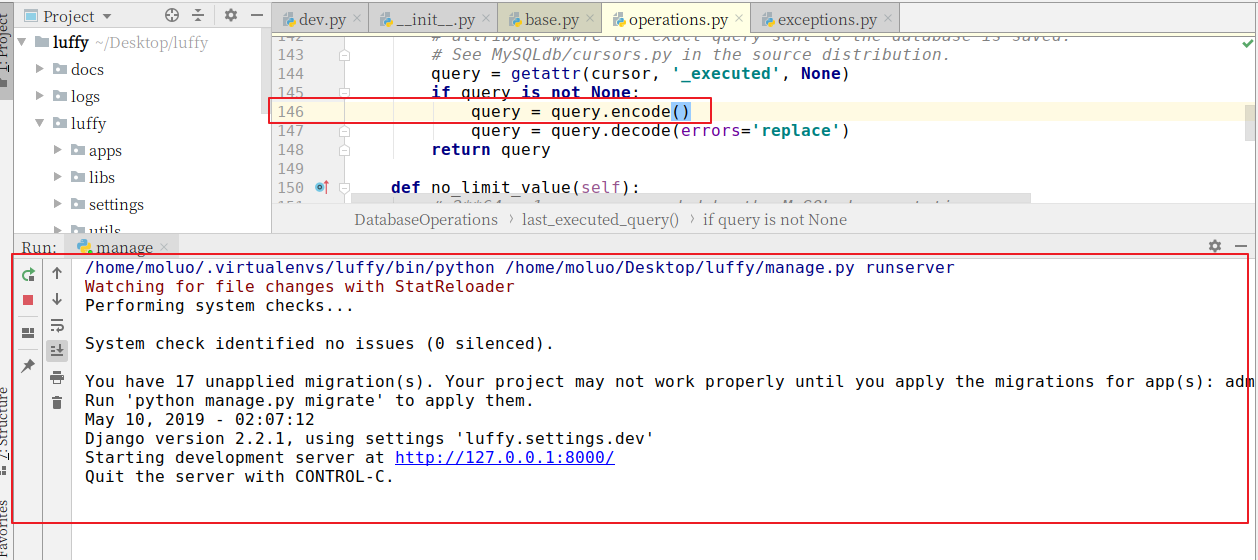 Project
dev.py
__init__.py
base.py
operations.py
exceptions.py
1: Project
luffy ~/Desktop/luffy
docs
logs
luffy
apps
libs
settings
utils
142 # attribute where the exact query sent to the database is saved.
143 # See MySQLdb/cursors.py in the source distribution.
144 query = getattr(cursor, '_executed', None)
145 if query is not None:
146 query = query.encode()
147 query = query.decode(errors='replace')
148 return query
149
150 def no_limit_value(self):
DatabaseOperations › last_executed_query() › if query is not None
Run: manage
/home/moluo/.virtualenvs/luffy/bin/python /home/moluo/Desktop/luffy/manage.py runserver
Watching for file changes with StatReloader
Performing system checks...
System check identified no issues (0 silenced).
You have 17 unapplied migration(s). Your project may not work properly until you apply the migrations for app(s): adm
Run 'python manage.py migrate' to apply them.
May 10, 2019 - 02:07:12
Django version 2.2.1, using settings 'luffy.settings.dev'
Starting development server at http://127.0.0.1:8000/
Quit the server with CONTROL-C.
7: Structure
Favorites